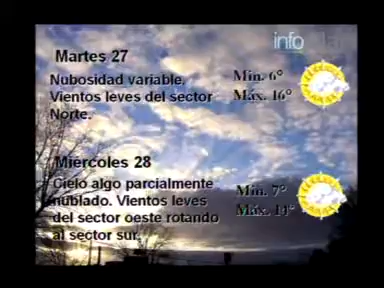 info
Martes 27
Nubosidad variable.
Vientos leves del sector
Norte.
Min. 6°
Máx. 16°
Miércoles 28
Cielo algo parcialmente
nublado. Vientos leves
del sector oeste rotando
al sector sur.
Min. 7°
Máx. 14°